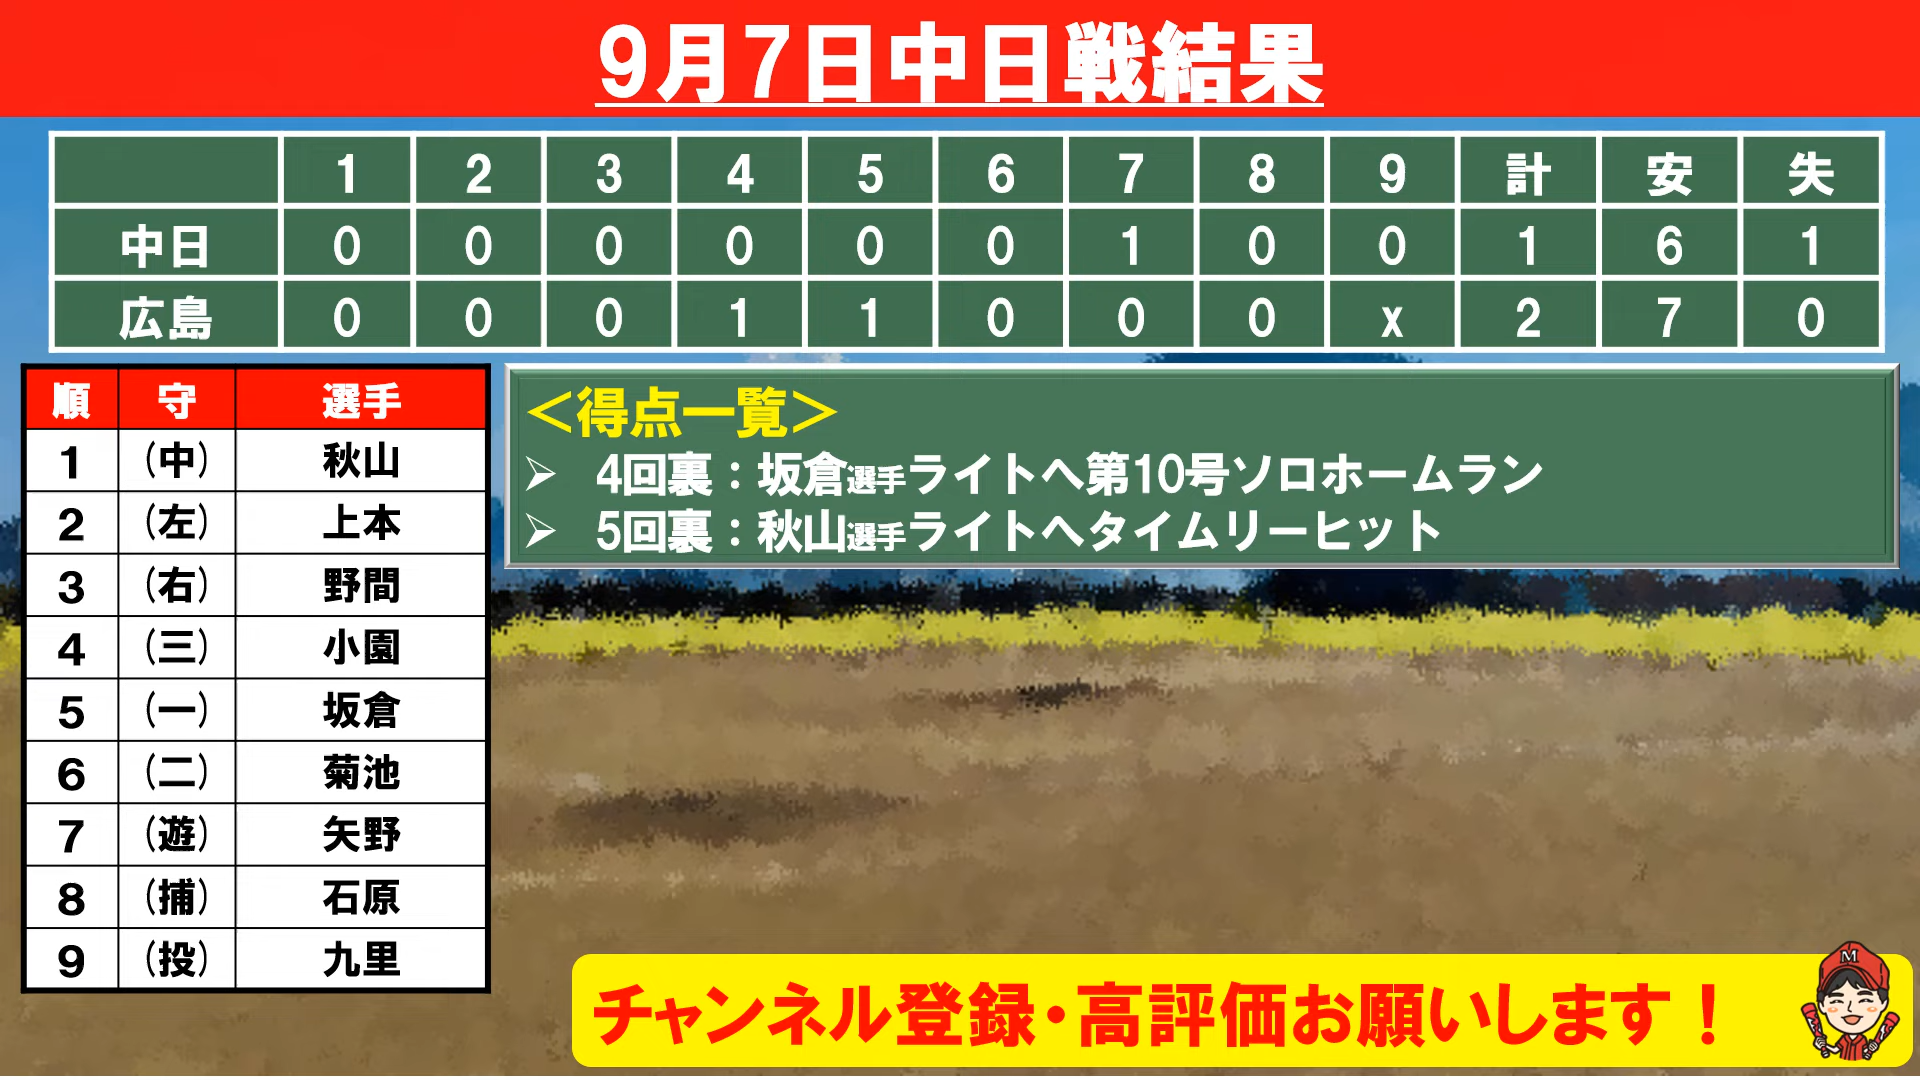 9月7日中日戦結果
1 2 3 4 5 6 7 8 9 計 安 失
中日 0 0 0 0 0 0 1 0 0 1 6 1
広島 0 0 0 1 1 0 0 0 x 2 7 0
順 守 選手
1 (中) 秋山
2 (左) 上本
3 (右) 野間
4 (三) 小園
5 (一) 坂倉
6 (二) 菊池
7 (遊) 矢野
8 (捕) 石原
9 (投) 九里
＜得点一覧＞
➢ 4回裏：坂倉選手ライトへ第10号ソロホームラン
➢ 5回裏：秋山選手ライトへタイムリーヒット
チャンネル登録・高評価お願いします！
M